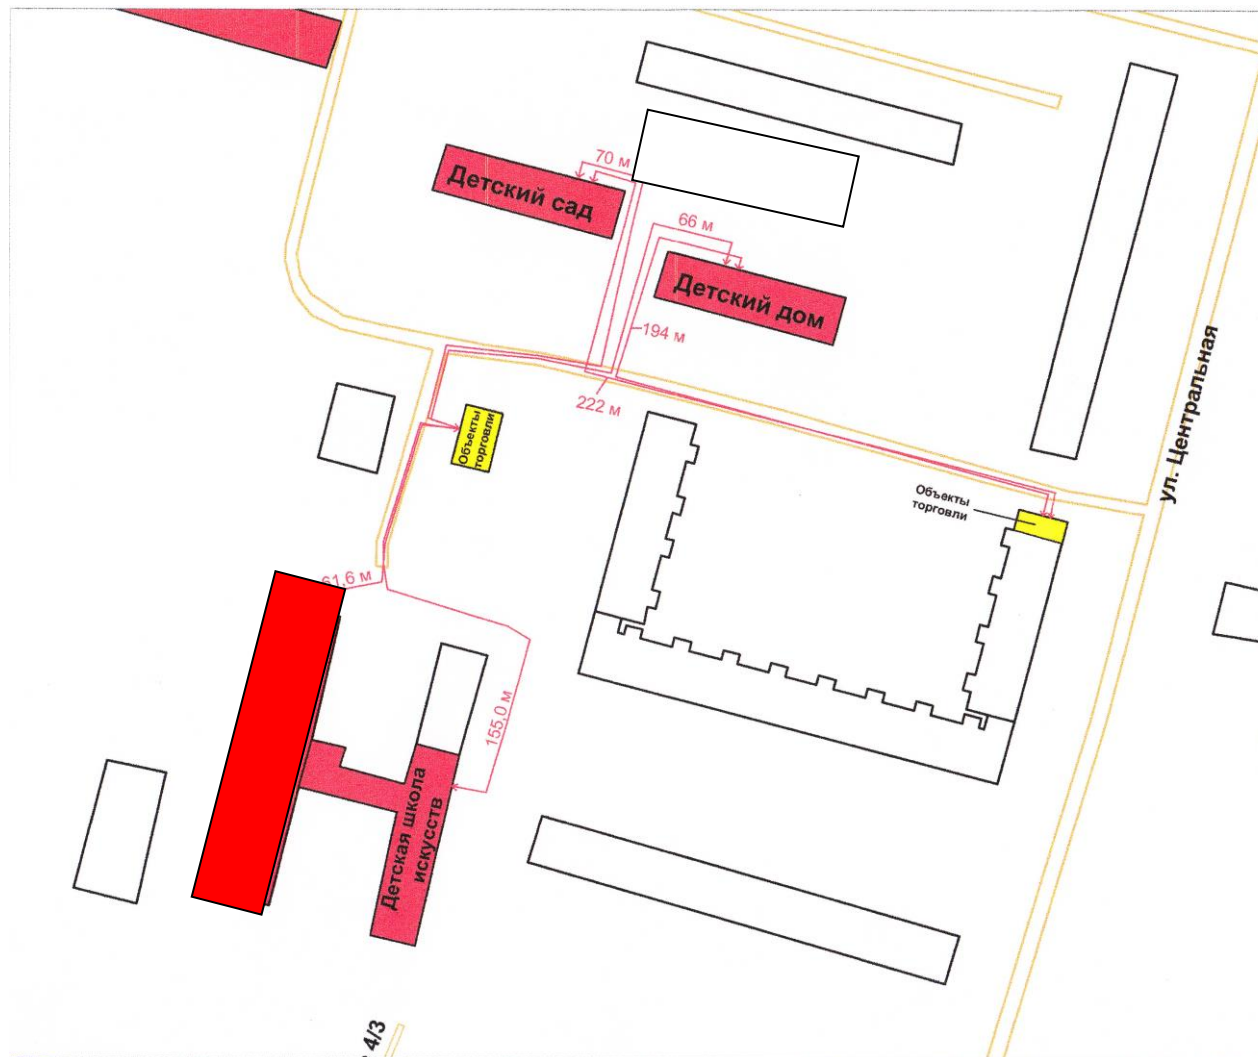 70 м
Детский сад
66 м
Детский дом
194 м
222 м
ул. Центральная
Объекты
торговли
Объекты
торговли
61,6 м
155,0 м
Детская школа
искусств
4/3